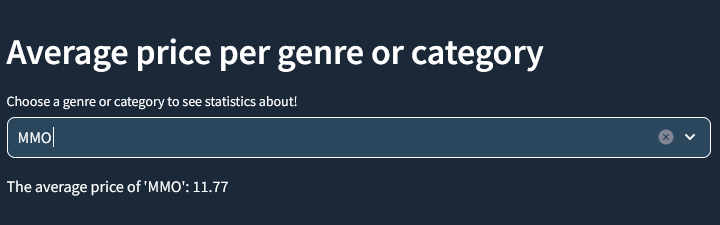 Average price per genre or category
Choose a genre or category to see statistics about!
MMO
The average price of 'MMO': 11.77